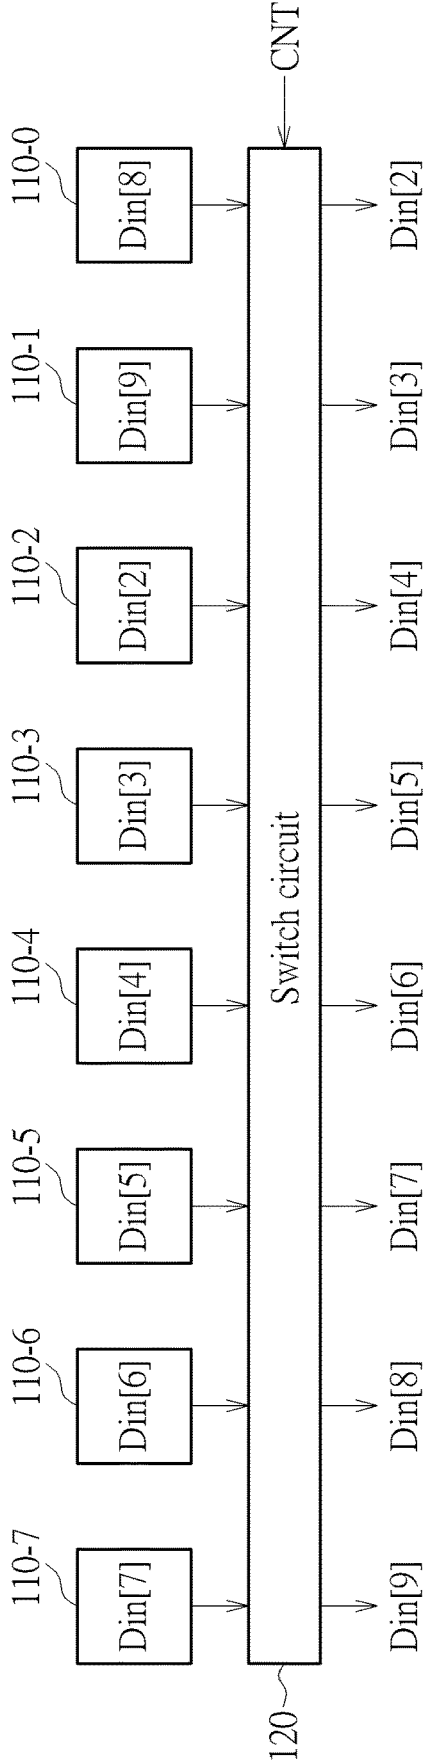 110-7 110-6 110-5 110-4 110-3 110-2 110-1 110-0
Din[7] Din[6] Din[5] Din[4] Din[3] Din[2] Din[9] Din[8]
120 Switch circuit CNT
Din[9] Din[8] Din[7] Din[6] Din[5] Din[4] Din[3] Din[2]